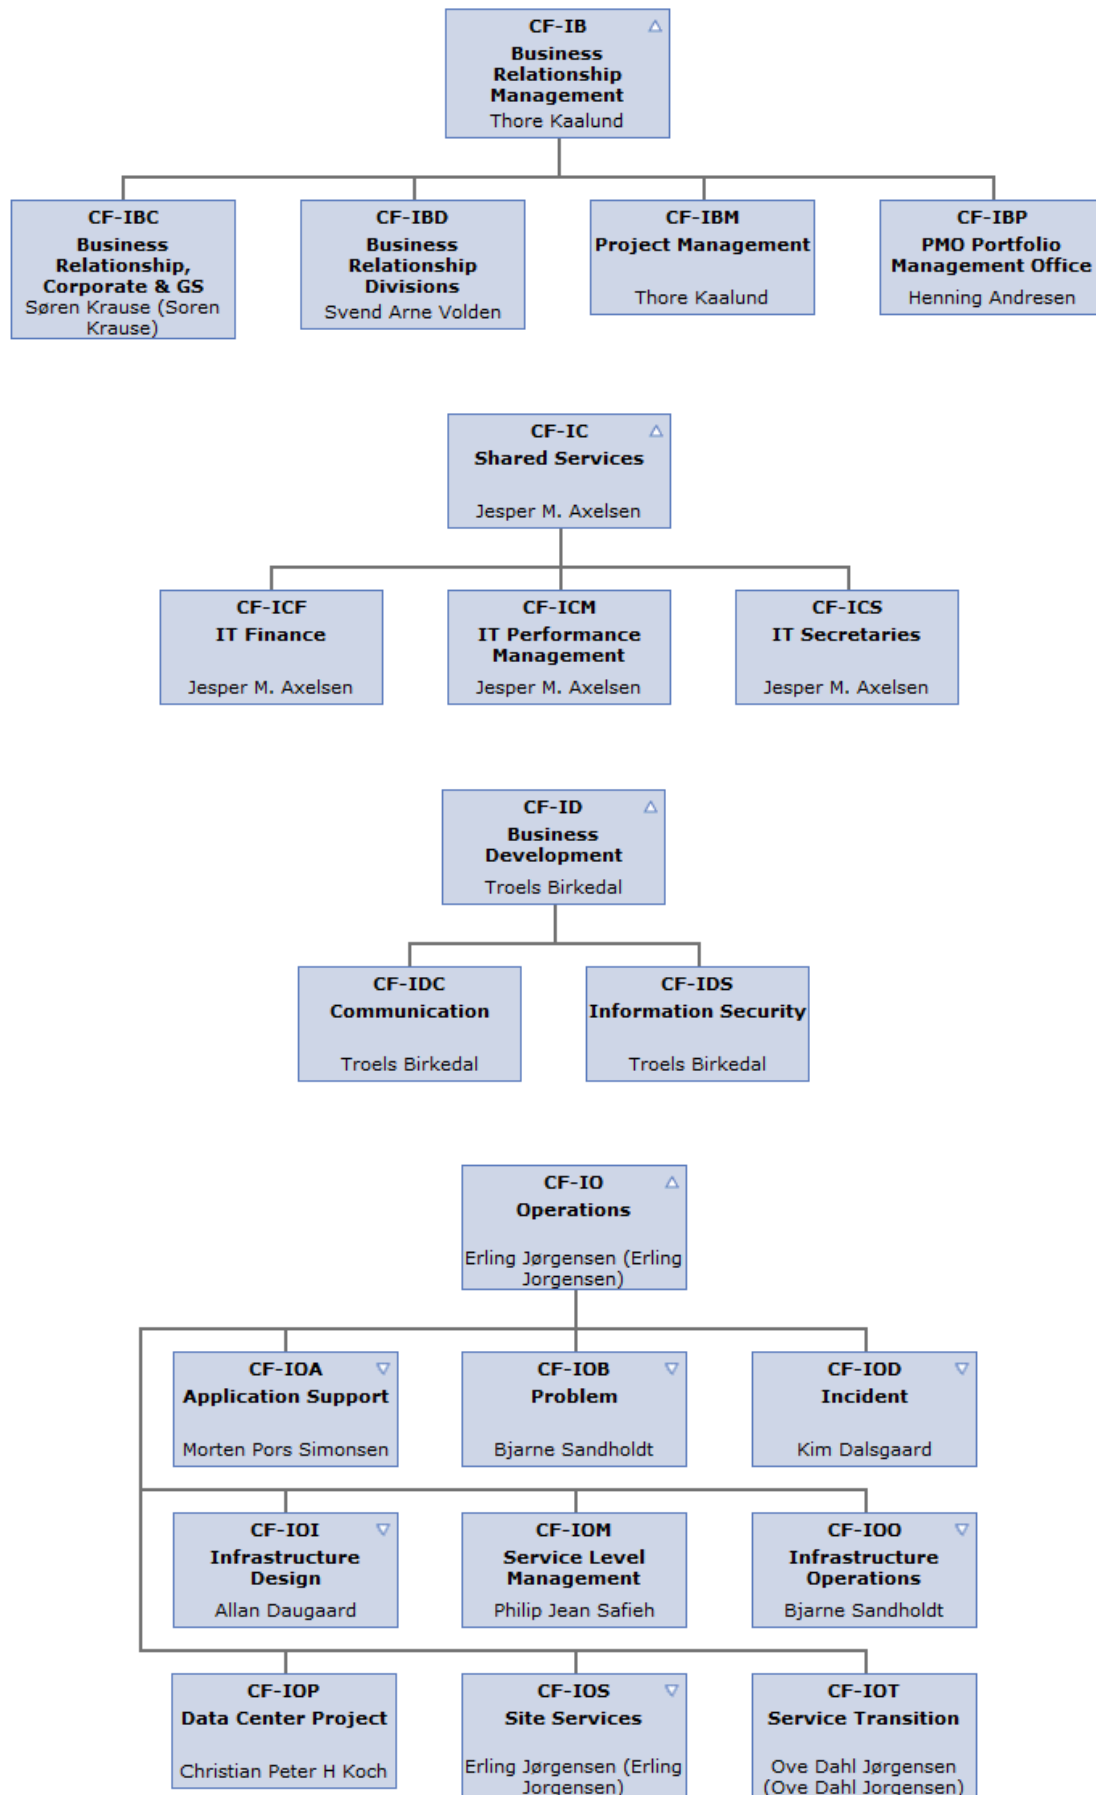 CF-IB
Business
Relationship
Management
Thore Kaalund
CF-IBC
Business
Relationship,
Corporate & GS
Søren Krause (Soren
Krause)
CF-IBD
Business
Relationship
Divisions
Svend Arne Volden
CF-IBM
Project Management
Thore Kaalund
CF-IBP
PMO Portfolio
Management Office
Henning Andresen
CF-IC
Shared Services
Jesper M. Axelsen
CF-ICF
IT Finance
Jesper M. Axelsen
CF-ICM
IT Performance
Management
Jesper M. Axelsen
CF-ICS
IT Secretaries
Jesper M. Axelsen
CF-ID
Business
Development
Troels Birkedal
CF-IDC
Communication
Troels Birkedal
CF-IDS
Information Security
Troels Birkedal
CF-IO
Operations
Erling Jørgensen (Erling
Jorgensen)
CF-IOA
Application Support
Morten Pors Simonsen
CF-IOB
Problem
Bjarne Sandholdt
CF-IOD
Incident
Kim Dalsgaard
CF-IOI
Infrastructure
Design
Allan Daugaard
CF-IOM
Service Level
Management
Philip Jean Safieh
CF-IOO
Infrastructure
Operations
Bjarne Sandholdt
CF-IOP
Data Center Project
Christian Peter H Koch
CF-IOS
Site Services
Erling Jørgensen (Erling
Jorgensen)
CF-IOT
Service Transition
Ove Dahl Jørgensen
(Ove Dahl Jorgensen)